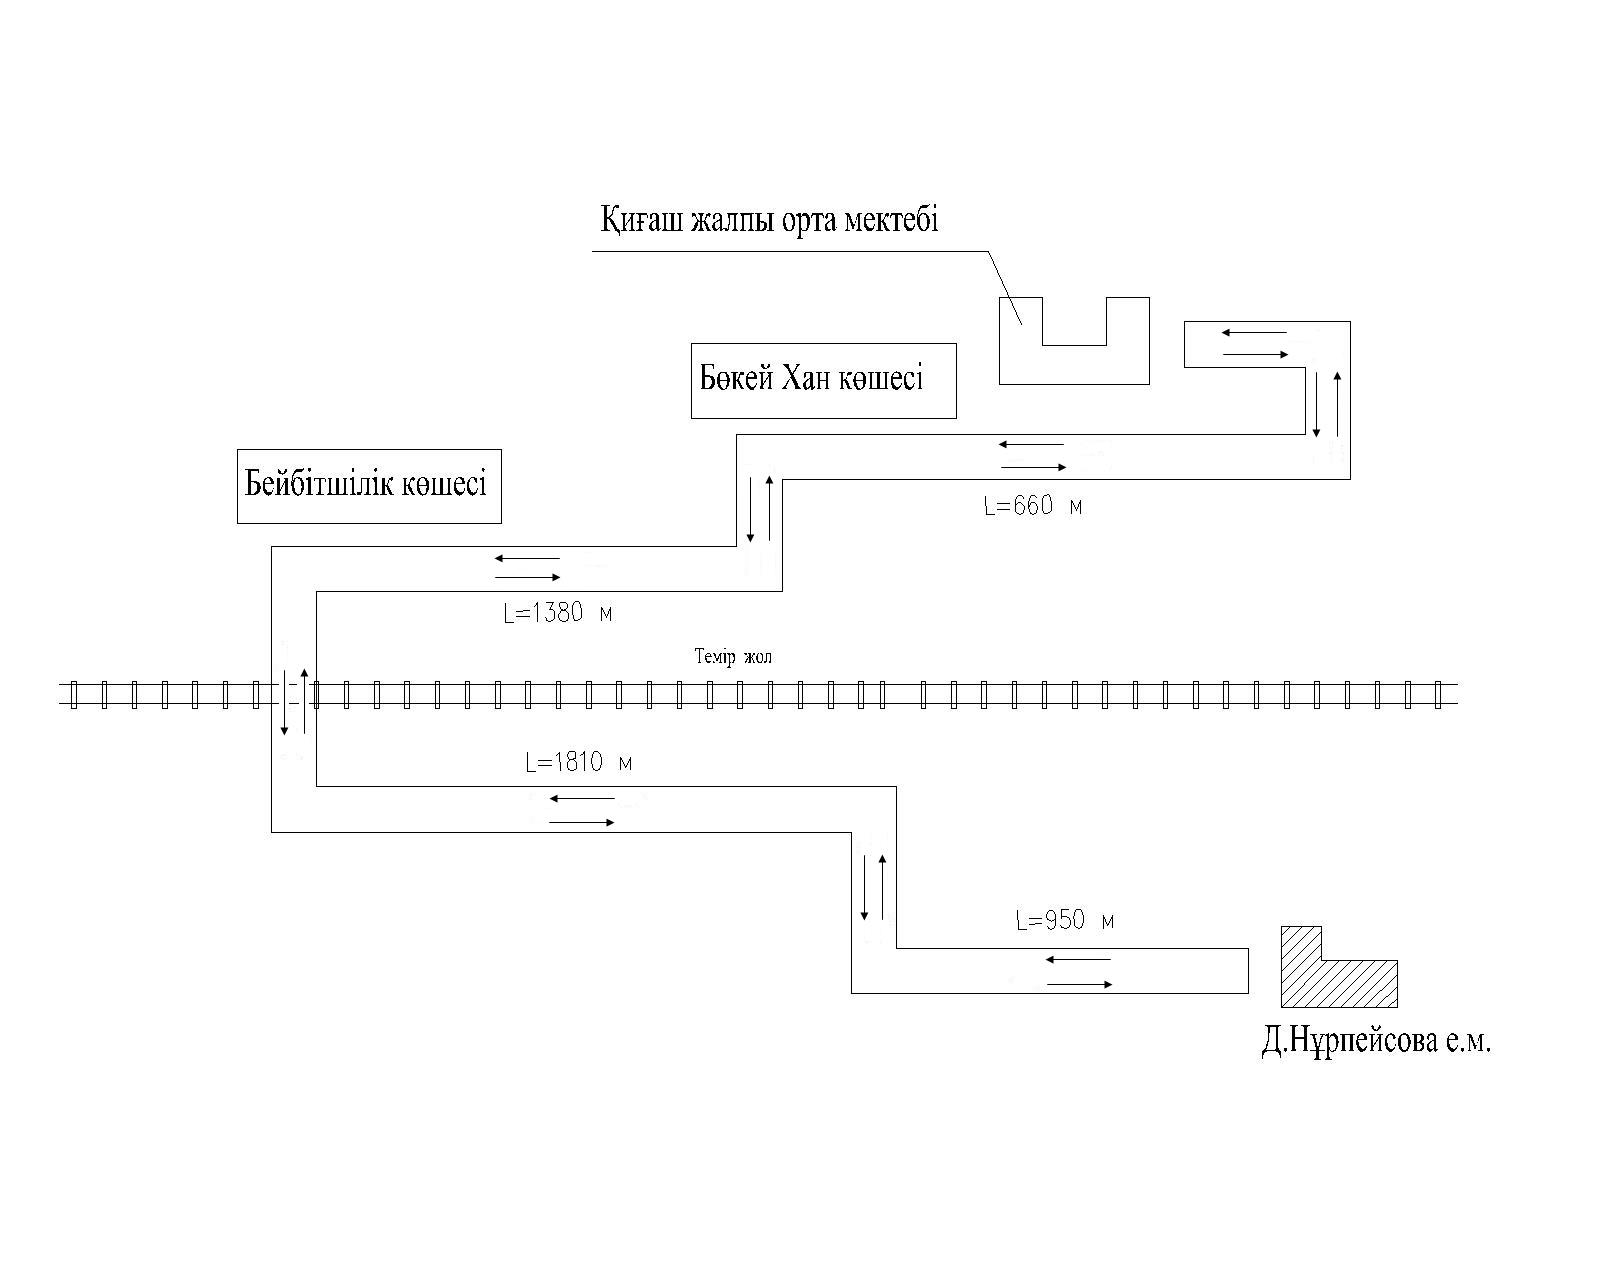 Қиғаш жалпы орта мектебі
Бөкей Хан көшесі
Бейбітшілік көшесі
L=660 м
L=1380 м
Темір жол
L=1810 м
L=950 м
Д.Нұрпейсова е.м.